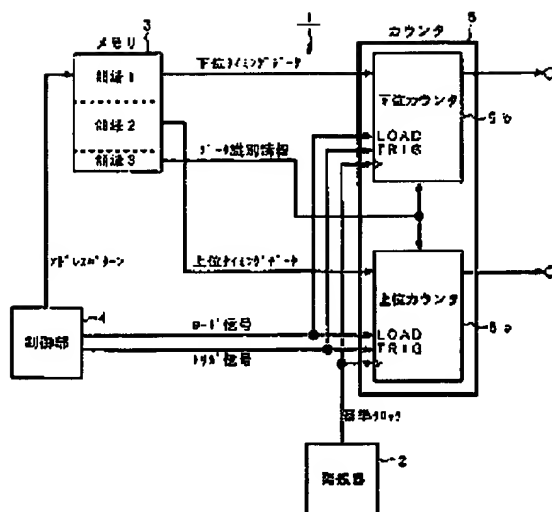 1
3
メモリ
領域1
領域2
領域3
下位タイミングデータ
データ識別情報
上位タイミングデータ
アドレスパターン
4
制御部
ロード信号
トリガ信号
基準クロック
2
発振器
カウンタ
5
下位カウンタ
5b
LOAD
TRIG
上位カウンタ
5a
LOAD
TRIG